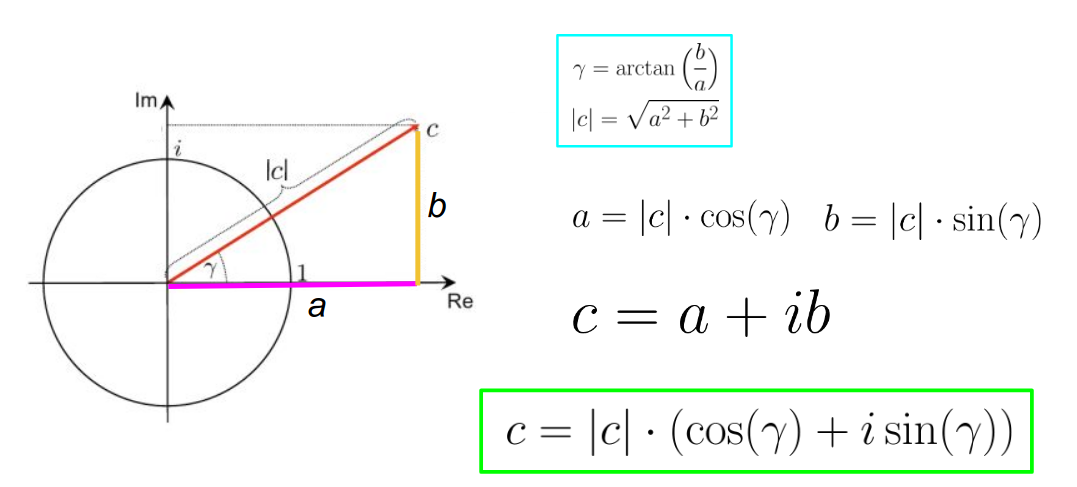 Im
i
c
|c|
b
γ
1
a
Re
γ = arctan(b/a)
|c| = √(a² + b²)
a = |c| · cos(γ)
b = |c| · sin(γ)
c = a + ib
c = |c| · (cos(γ) + i sin(γ))